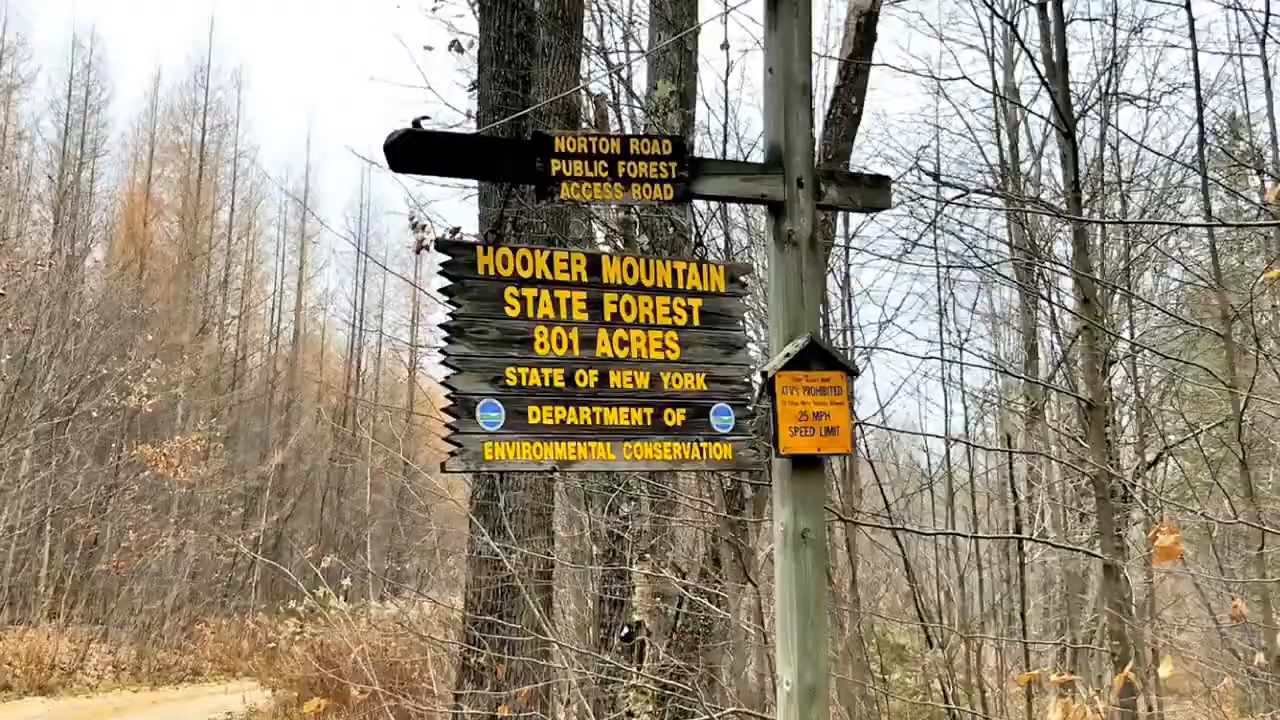 NORTON ROAD
PUBLIC FOREST
ACCESS ROAD
HOOKER MOUNTAIN
STATE FOREST
801 ACRES
STATE OF NEW YORK
DEPARTMENT OF
ENVIRONMENTAL CONSERVATION
ATV'S PROHIBITED
25 MPH
SPEED LIMIT